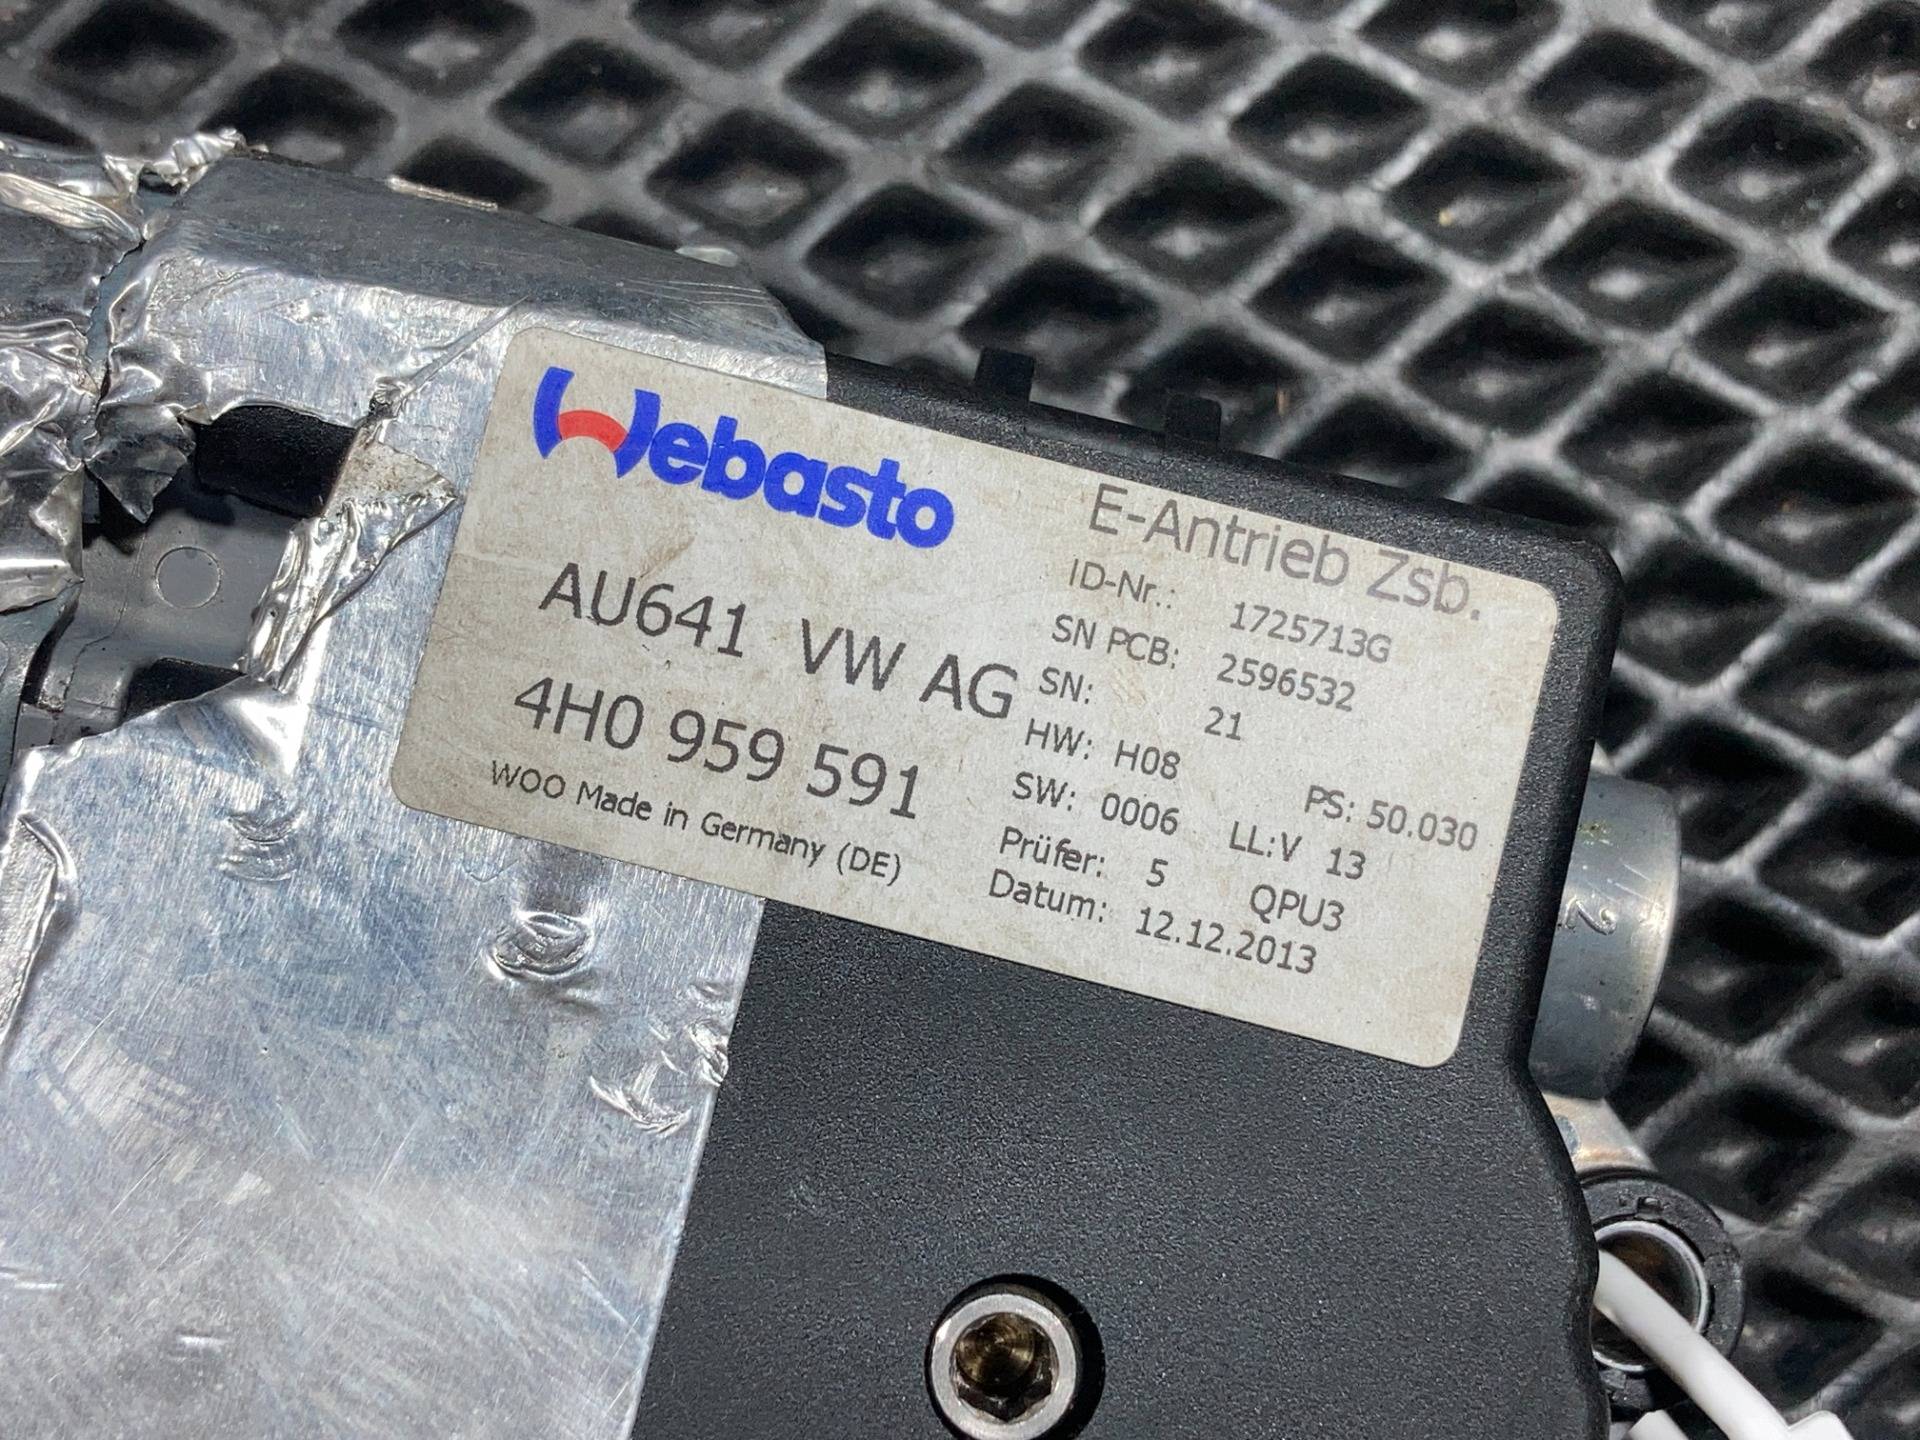 Webasto
AU641 VW AG
4H0 959 591
WOO Made in Germany (DE)
E-Antrieb Zsb.
ID-Nr.: 1725713G
SN PCB: 2596532
SN: 21
HW: H08 PS: 50.030
SW: 0006 LL:V 13
Prüfer: 5 QPU3
Datum: 12.12.2013
2